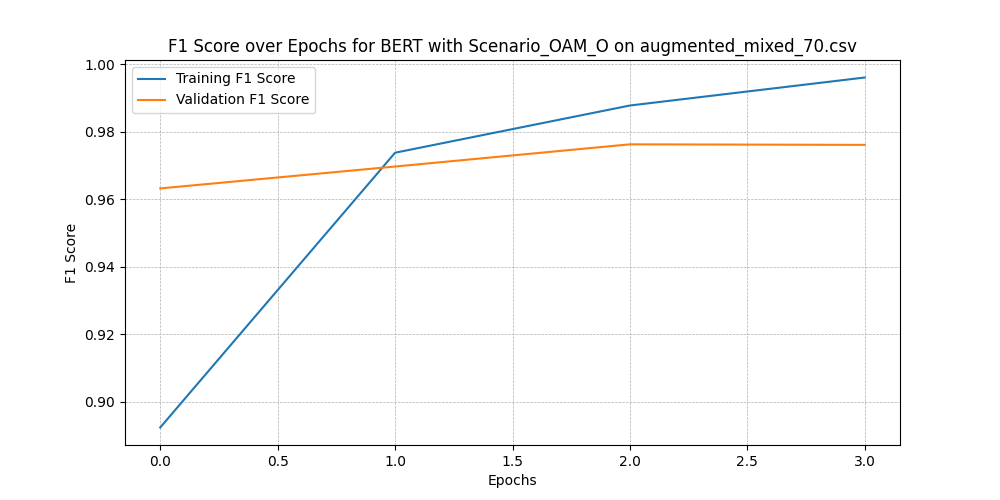 F1 Score over Epochs for BERT with Scenario_OAM_O on augmented_mixed_70.csv
Training F1 Score
Validation F1 Score
F1 Score
1.00
0.98
0.96
0.94
0.92
0.90
0.0 0.5 1.0 1.5 2.0 2.5 3.0
Epochs